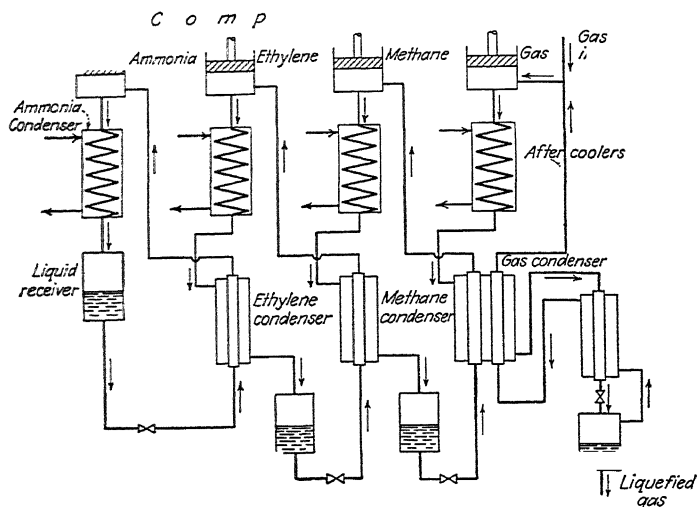 C o m p
Ammonia
Ethylene
Methane
Gas
Gas
in
Ammonia
Condenser
After coolers
Liquid
receiver
Ethylene
condenser
Methane
condenser
Gas condenser
Liquefied
gas